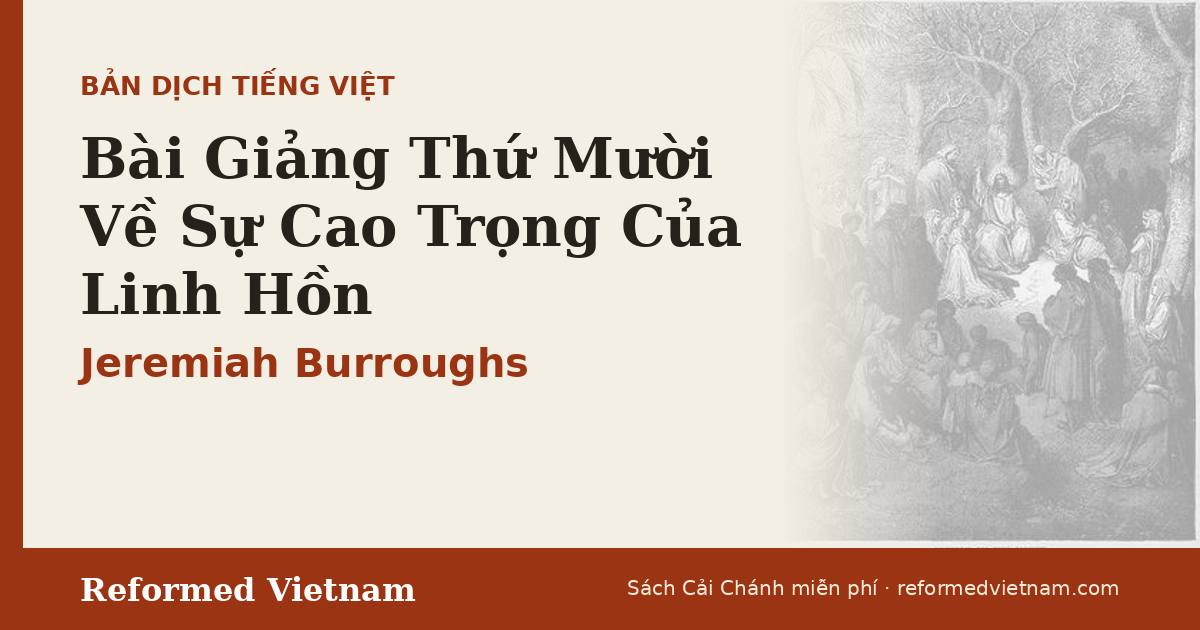 BẢN DỊCH TIẾNG VIỆT
Bài Giảng Thứ Mười
Về Sự Cao Trọng Của
Linh Hồn
Jeremiah Burroughs
Reformed Vietnam
Sách Cải Chánh miễn phí · reformedvietnam.com